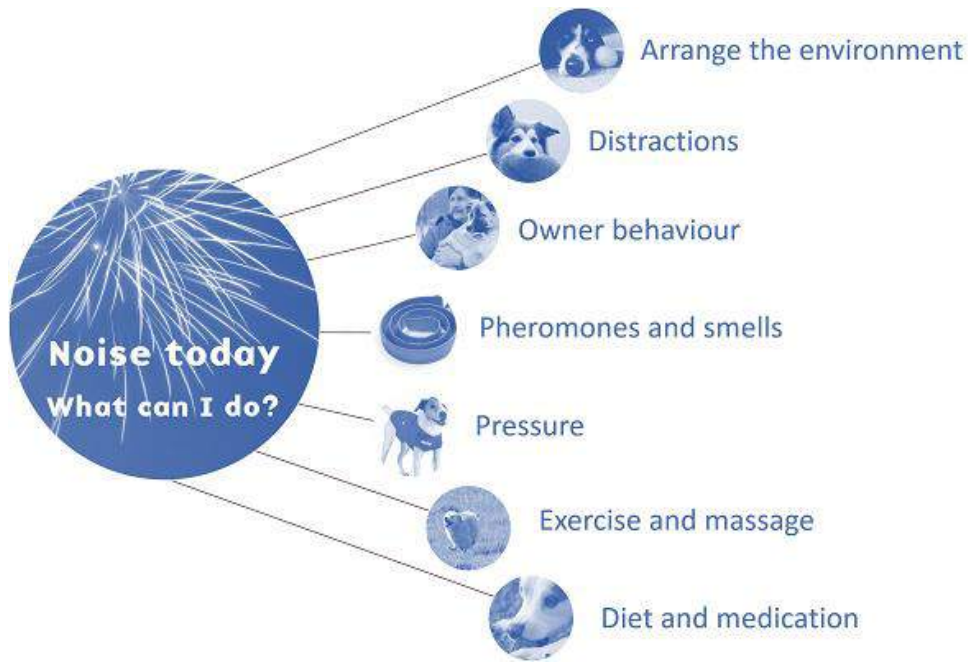 Arrange the environment
Distractions
Owner behaviour
Pheromones and smells
Noise today
What can I do?
Pressure
Exercise and massage
Diet and medication